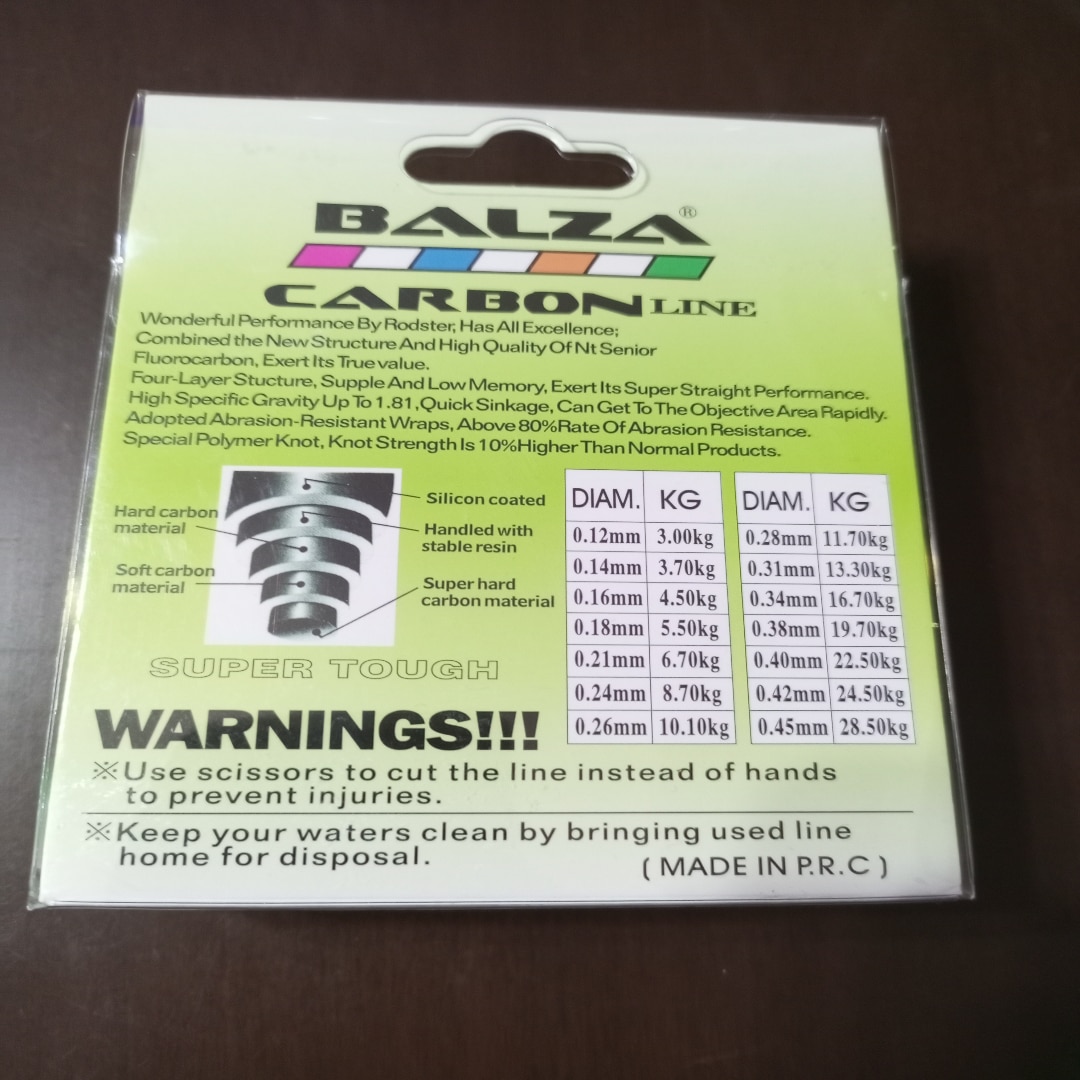 BALZA®
CARBON LINE
Wonderful Performance By Rodster, Has All Excellence;
Combined the New Structure And High Quality Of Nt Senior
Fluorocarbon, Exert Its True value.
Four-Layer Stucture, Supple And Low Memory, Exert Its Super Straight Performance.
High Specific Gravity Up To 1.81,Quick Sinkage, Can Get To The Objective Area Rapidly.
Adopted Abrasion-Resistant Wraps, Above 80%Rate Of Abrasion Resistance.
Special Polymer Knot, Knot Strength Is 10%Higher Than Normal Products.
Silicon coated
Hard carbon
material
Handled with
stable resin
Soft carbon
material
Super hard
carbon material
SUPER TOUGH
DIAM. KG
0.12mm 3.00kg
0.14mm 3.70kg
0.16mm 4.50kg
0.18mm 5.50kg
0.21mm 6.70kg
0.24mm 8.70kg
0.26mm 10.10kg
DIAM. KG
0.28mm 11.70kg
0.31mm 13.30kg
0.34mm 16.70kg
0.38mm 19.70kg
0.40mm 22.50kg
0.42mm 24.50kg
0.45mm 28.50kg
WARNINGS!!!
※Use scissors to cut the line instead of hands
to prevent injuries.
※Keep your waters clean by bringing used line
home for disposal.
( MADE IN P.R.C )